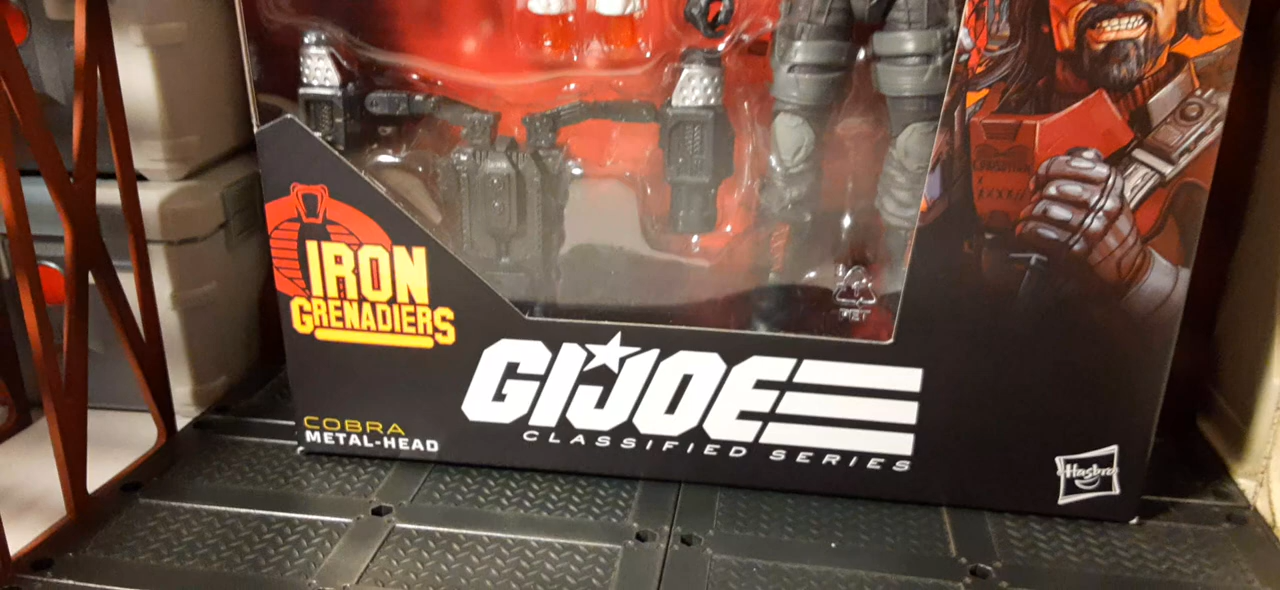 IRON
GRENADIERS
GIJOE
CLASSIFIED SERIES
COBRA
METAL-HEAD
Hasbro
PET